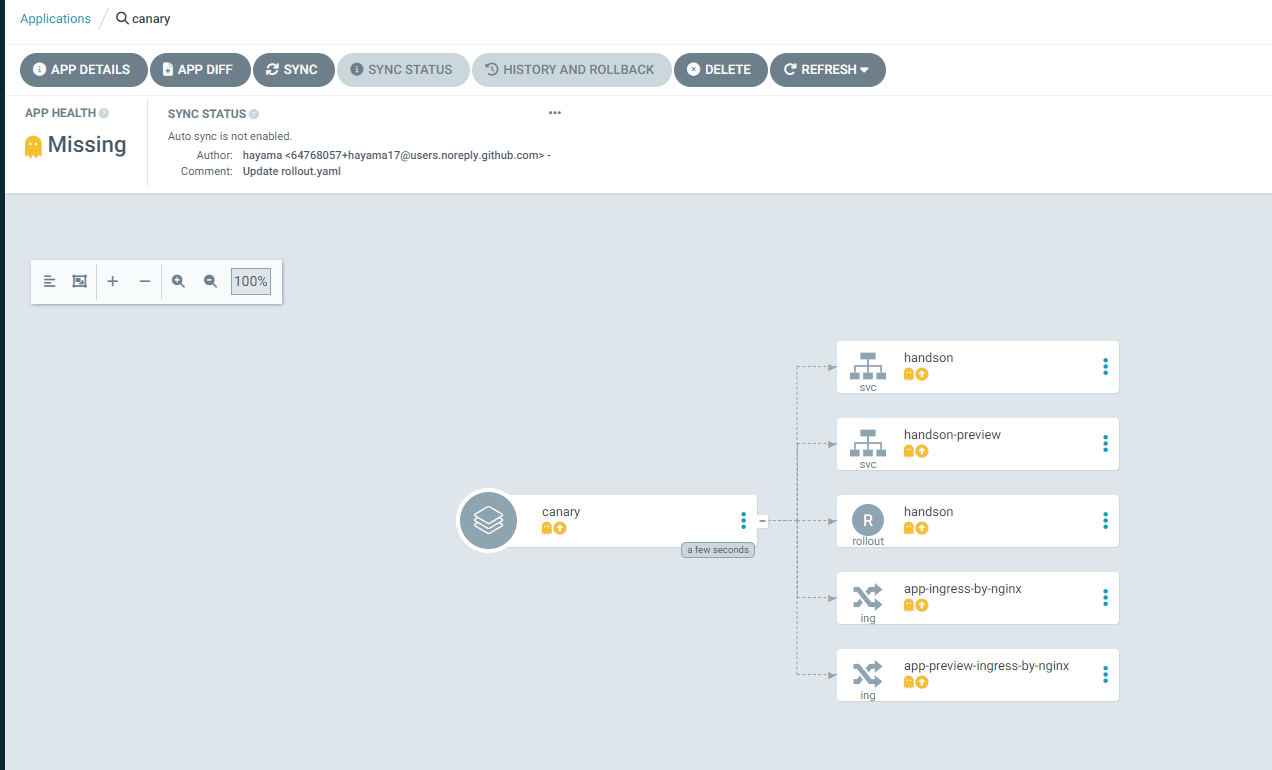 Applications / canary
APP DETAILS APP DIFF SYNC SYNC STATUS HISTORY AND ROLLBACK DELETE REFRESH
APP HEALTH
Missing
SYNC STATUS
Auto sync is not enabled.
Author: hayama <64768057+hayama17@users.noreply.github.com> -
Comment: Update rollout.yaml
100%
handson
svc
handson-preview
svc
canary
a few seconds
R
handson
rollout
app-ingress-by-nginx
ing
app-preview-ingress-by-nginx
ing